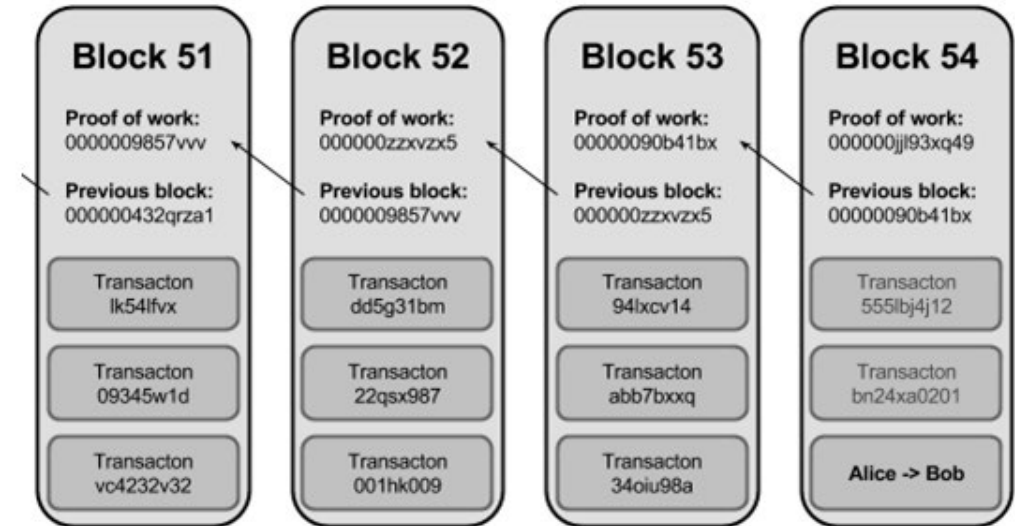 Block 51
Proof of work:
0000009857vvv
Previous block:
000000432qrza1
Transacton
lk54lfvx
Transacton
09345w1d
Transacton
vc4232v32
Block 52
Proof of work:
000000zzxvzx5
Previous block:
0000009857vvv
Transacton
dd5g31bm
Transacton
22qsx987
Transacton
001hk009
Block 53
Proof of work:
00000090b41bx
Previous block:
000000zzxvzx5
Transacton
94lxcv14
Transacton
abb7bxxq
Transacton
34oiu98a
Block 54
Proof of work:
000000jjl93xq49
Previous block:
00000090b41bx
Transacton
555lbj4j12
Transacton
bn24xa0201
Alice -> Bob